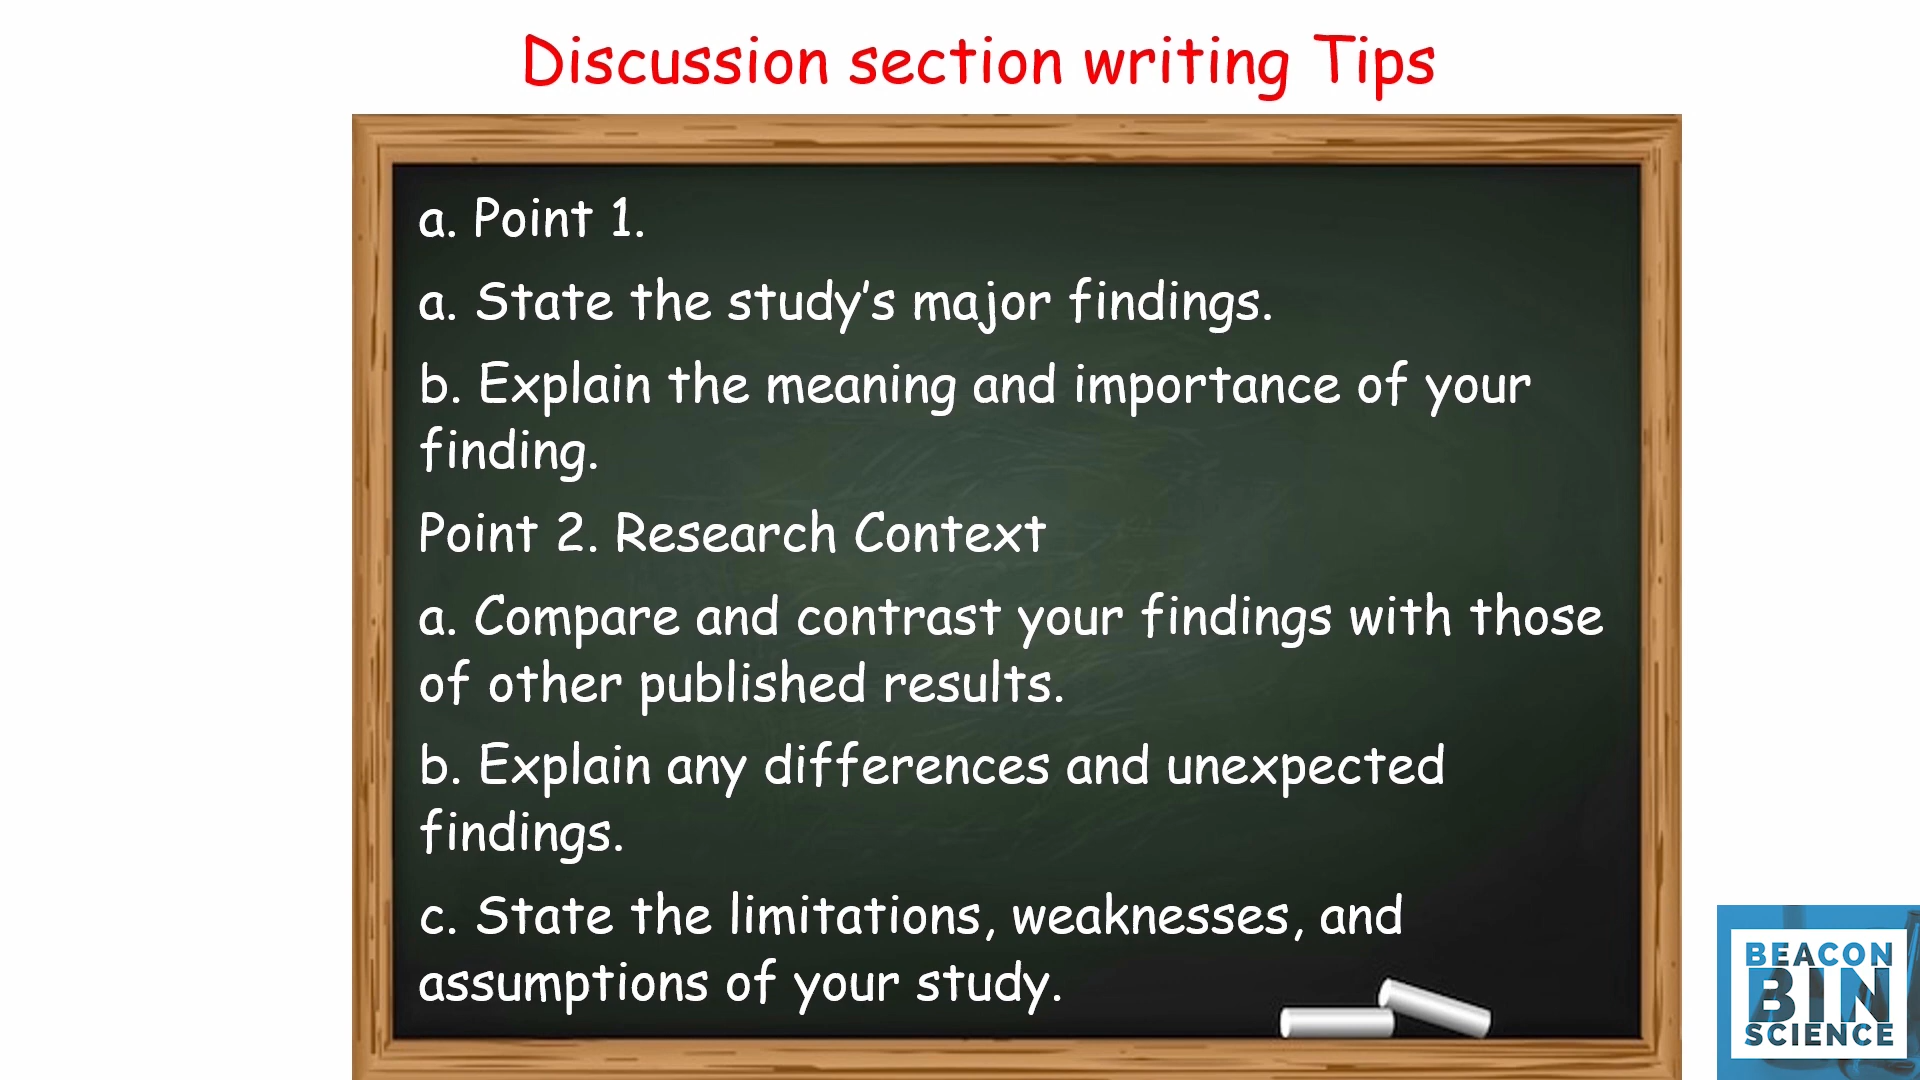 Discussion section writing Tips
a. Point 1.
a. State the study’s major findings.
b. Explain the meaning and importance of your
finding.
Point 2. Research Context
a. Compare and contrast your findings with those
of other published results.
b. Explain any differences and unexpected
findings.
c. State the limitations, weaknesses, and
assumptions of your study.
BEACON
BIN
SCIENCE